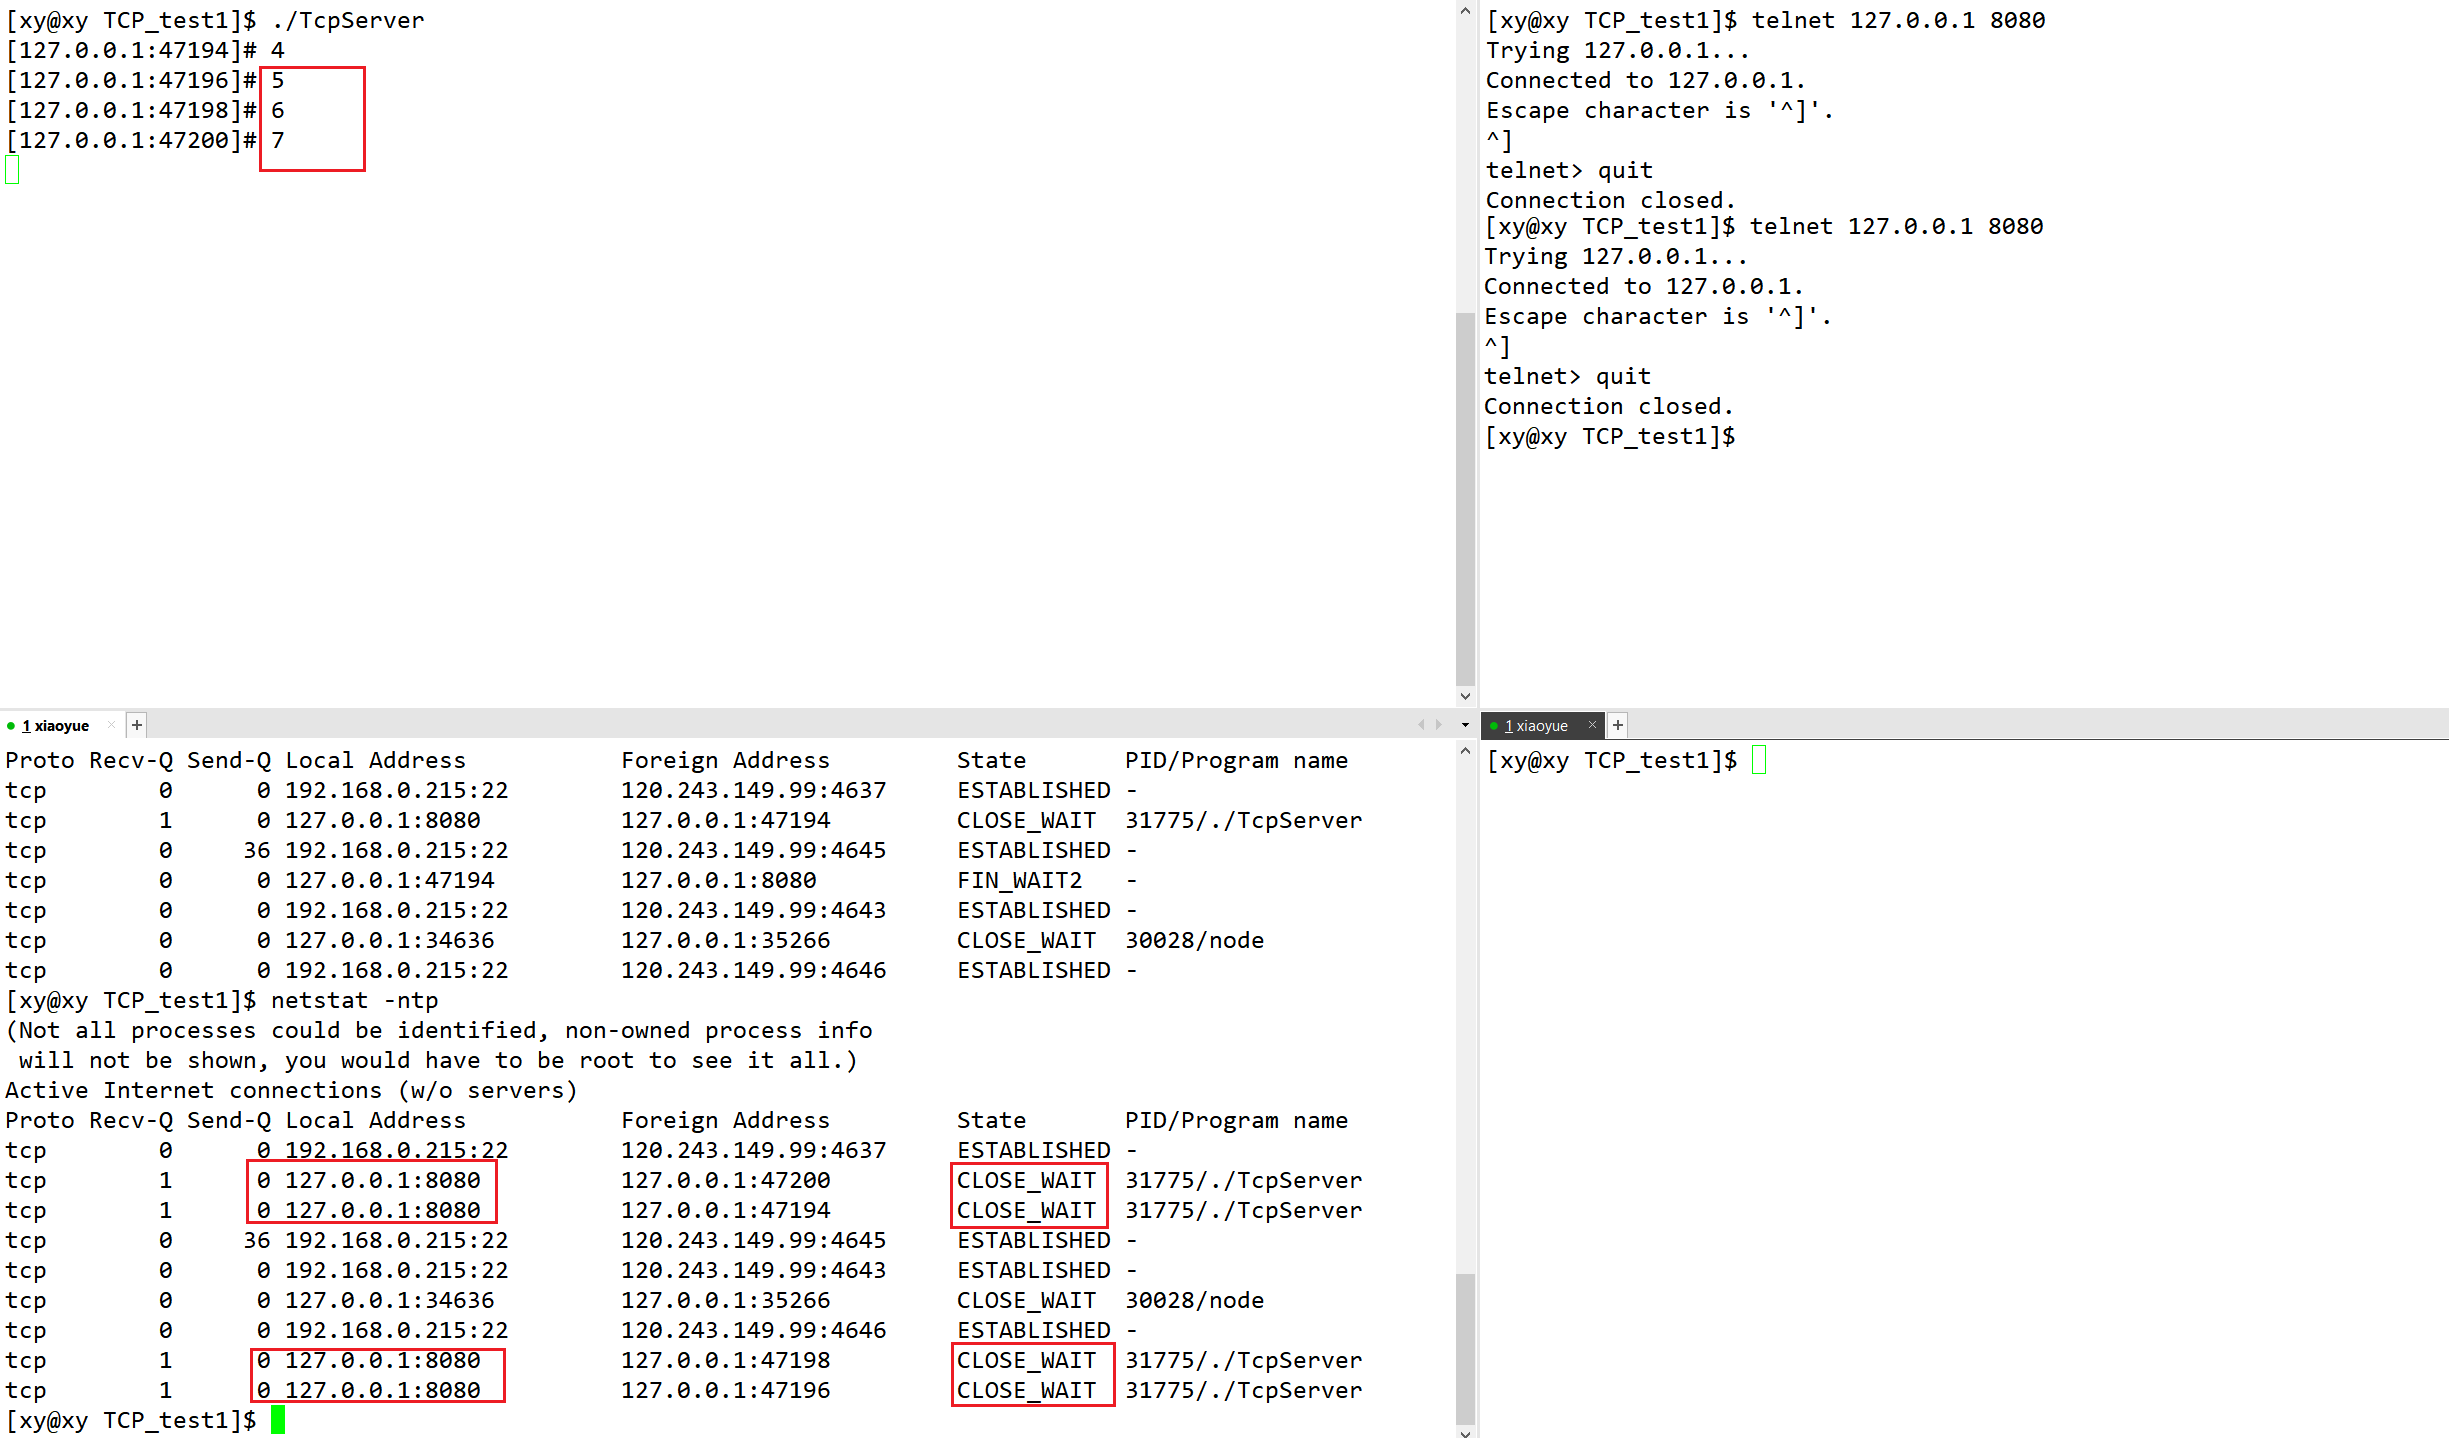 [xy@xy TCP_test1]$ ./TcpServer
[127.0.0.1:47194]# 4
[127.0.0.1:47196]# 5
[127.0.0.1:47198]# 6
[127.0.0.1:47200]# 7
[xy@xy TCP_test1]$ telnet 127.0.0.1 8080
Trying 127.0.0.1...
Connected to 127.0.0.1.
Escape character is '^]'.
^]
telnet> quit
Connection closed.
[xy@xy TCP_test1]$ telnet 127.0.0.1 8080
Trying 127.0.0.1...
Connected to 127.0.0.1.
Escape character is '^]'.
^]
telnet> quit
Connection closed.
[xy@xy TCP_test1]$
1 xiaoyue × +
Proto Recv-Q Send-Q Local Address           Foreign Address         State       PID/Program name
tcp        0      0 192.168.0.215:22        120.243.149.99:4637     ESTABLISHED -
tcp        1      0 127.0.0.1:8080          127.0.0.1:47194         CLOSE_WAIT  31775/./TcpServer
tcp        0     36 192.168.0.215:22        120.243.149.99:4645     ESTABLISHED -
tcp        0      0 127.0.0.1:47194         127.0.0.1:8080          FIN_WAIT2   -
tcp        0      0 192.168.0.215:22        120.243.149.99:4643     ESTABLISHED -
tcp        0      0 127.0.0.1:34636         127.0.0.1:35266         CLOSE_WAIT  30028/node
tcp        0      0 192.168.0.215:22        120.243.149.99:4646     ESTABLISHED -
[xy@xy TCP_test1]$ netstat -ntp
(Not all processes could be identified, non-owned process info
 will not be shown, you would have to be root to see it all.)
Active Internet connections (w/o servers)
Proto Recv-Q Send-Q Local Address           Foreign Address         State       PID/Program name
tcp        0      0 192.168.0.215:22        120.243.149.99:4637     ESTABLISHED -
tcp        1      0 127.0.0.1:8080          127.0.0.1:47200         CLOSE_WAIT  31775/./TcpServer
tcp        1      0 127.0.0.1:8080          127.0.0.1:47194         CLOSE_WAIT  31775/./TcpServer
tcp        0     36 192.168.0.215:22        120.243.149.99:4645     ESTABLISHED -
tcp        0      0 192.168.0.215:22        120.243.149.99:4643     ESTABLISHED -
tcp        0      0 127.0.0.1:34636         127.0.0.1:35266         CLOSE_WAIT  30028/node
tcp        0      0 192.168.0.215:22        120.243.149.99:4646     ESTABLISHED -
tcp        1      0 127.0.0.1:8080          127.0.0.1:47198         CLOSE_WAIT  31775/./TcpServer
tcp        1      0 127.0.0.1:8080          127.0.0.1:47196         CLOSE_WAIT  31775/./TcpServer
[xy@xy TCP_test1]$
1 xiaoyue × +
[xy@xy TCP_test1]$